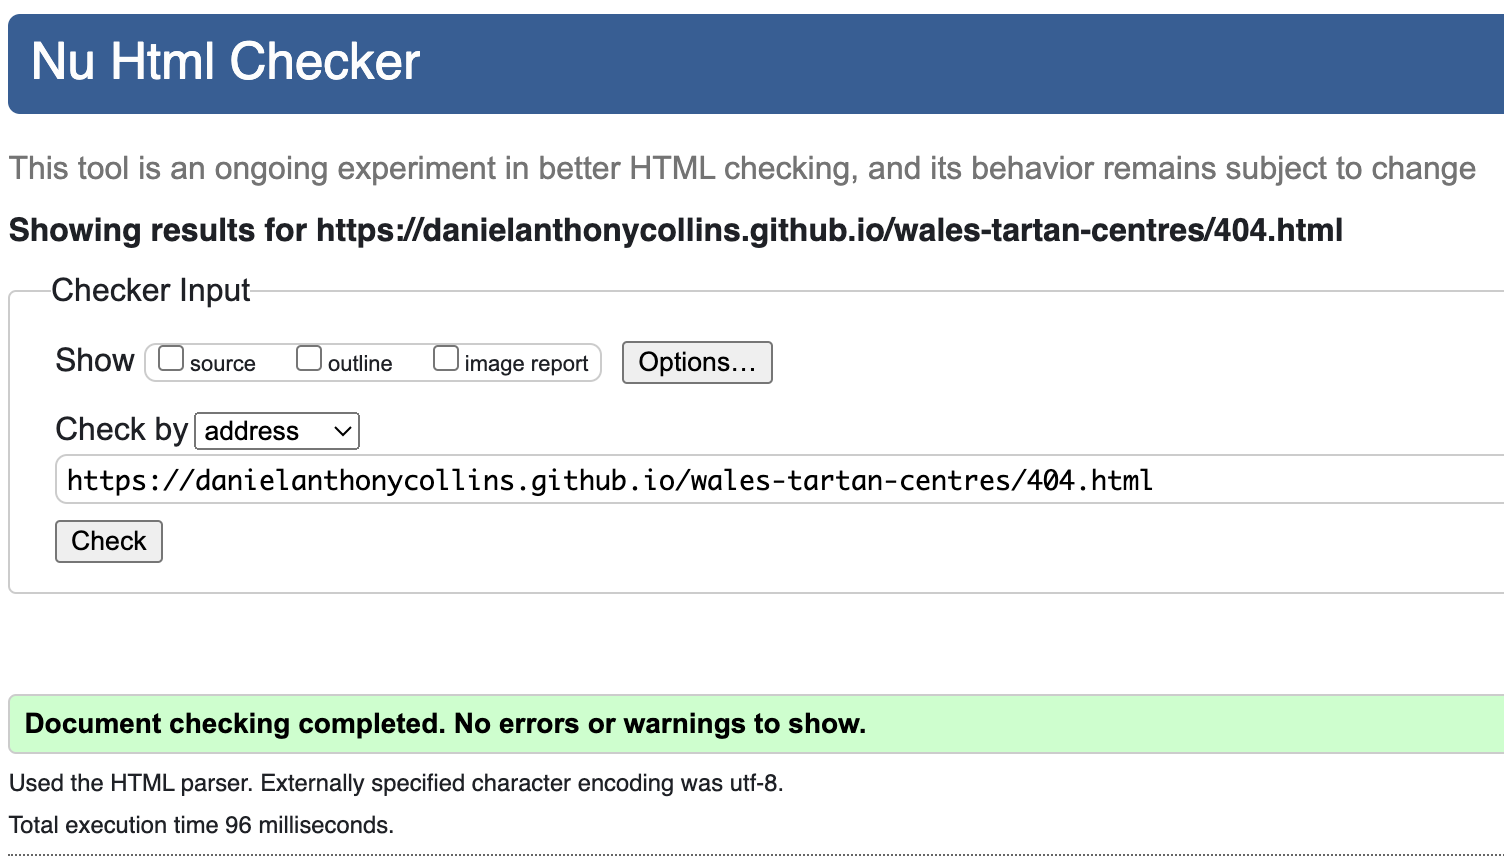 Nu Html Checker
This tool is an ongoing experiment in better HTML checking, and its behavior remains subject to change
Showing results for https://danielanthonycollins.github.io/wales-tartan-centres/404.html
Checker Input
Show source outline image report Options...
Check by address
https://danielanthonycollins.github.io/wales-tartan-centres/404.html
Check
Document checking completed. No errors or warnings to show.
Used the HTML parser. Externally specified character encoding was utf-8.
Total execution time 96 milliseconds.